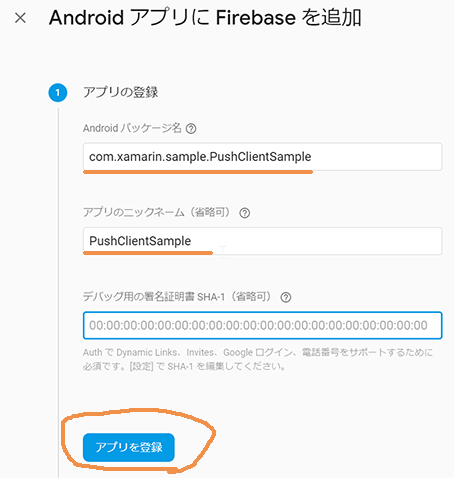 Android アプリに Firebase を追加
1 アプリの登録
Android パッケージ名
com.xamarin.sample.PushClientSample
アプリのニックネーム（省略可）
PushClientSample
デバッグ用の署名証明書 SHA-1（省略可）
00:00:00:00:00:00:00:00:00:00:00:00:00:00:00:00:00:00:00:00
Auth で Dynamic Links、Invites、Google ログイン、電話番号をサポートするために
必須です。[設定] で SHA-1 を編集してください。
アプリを登録